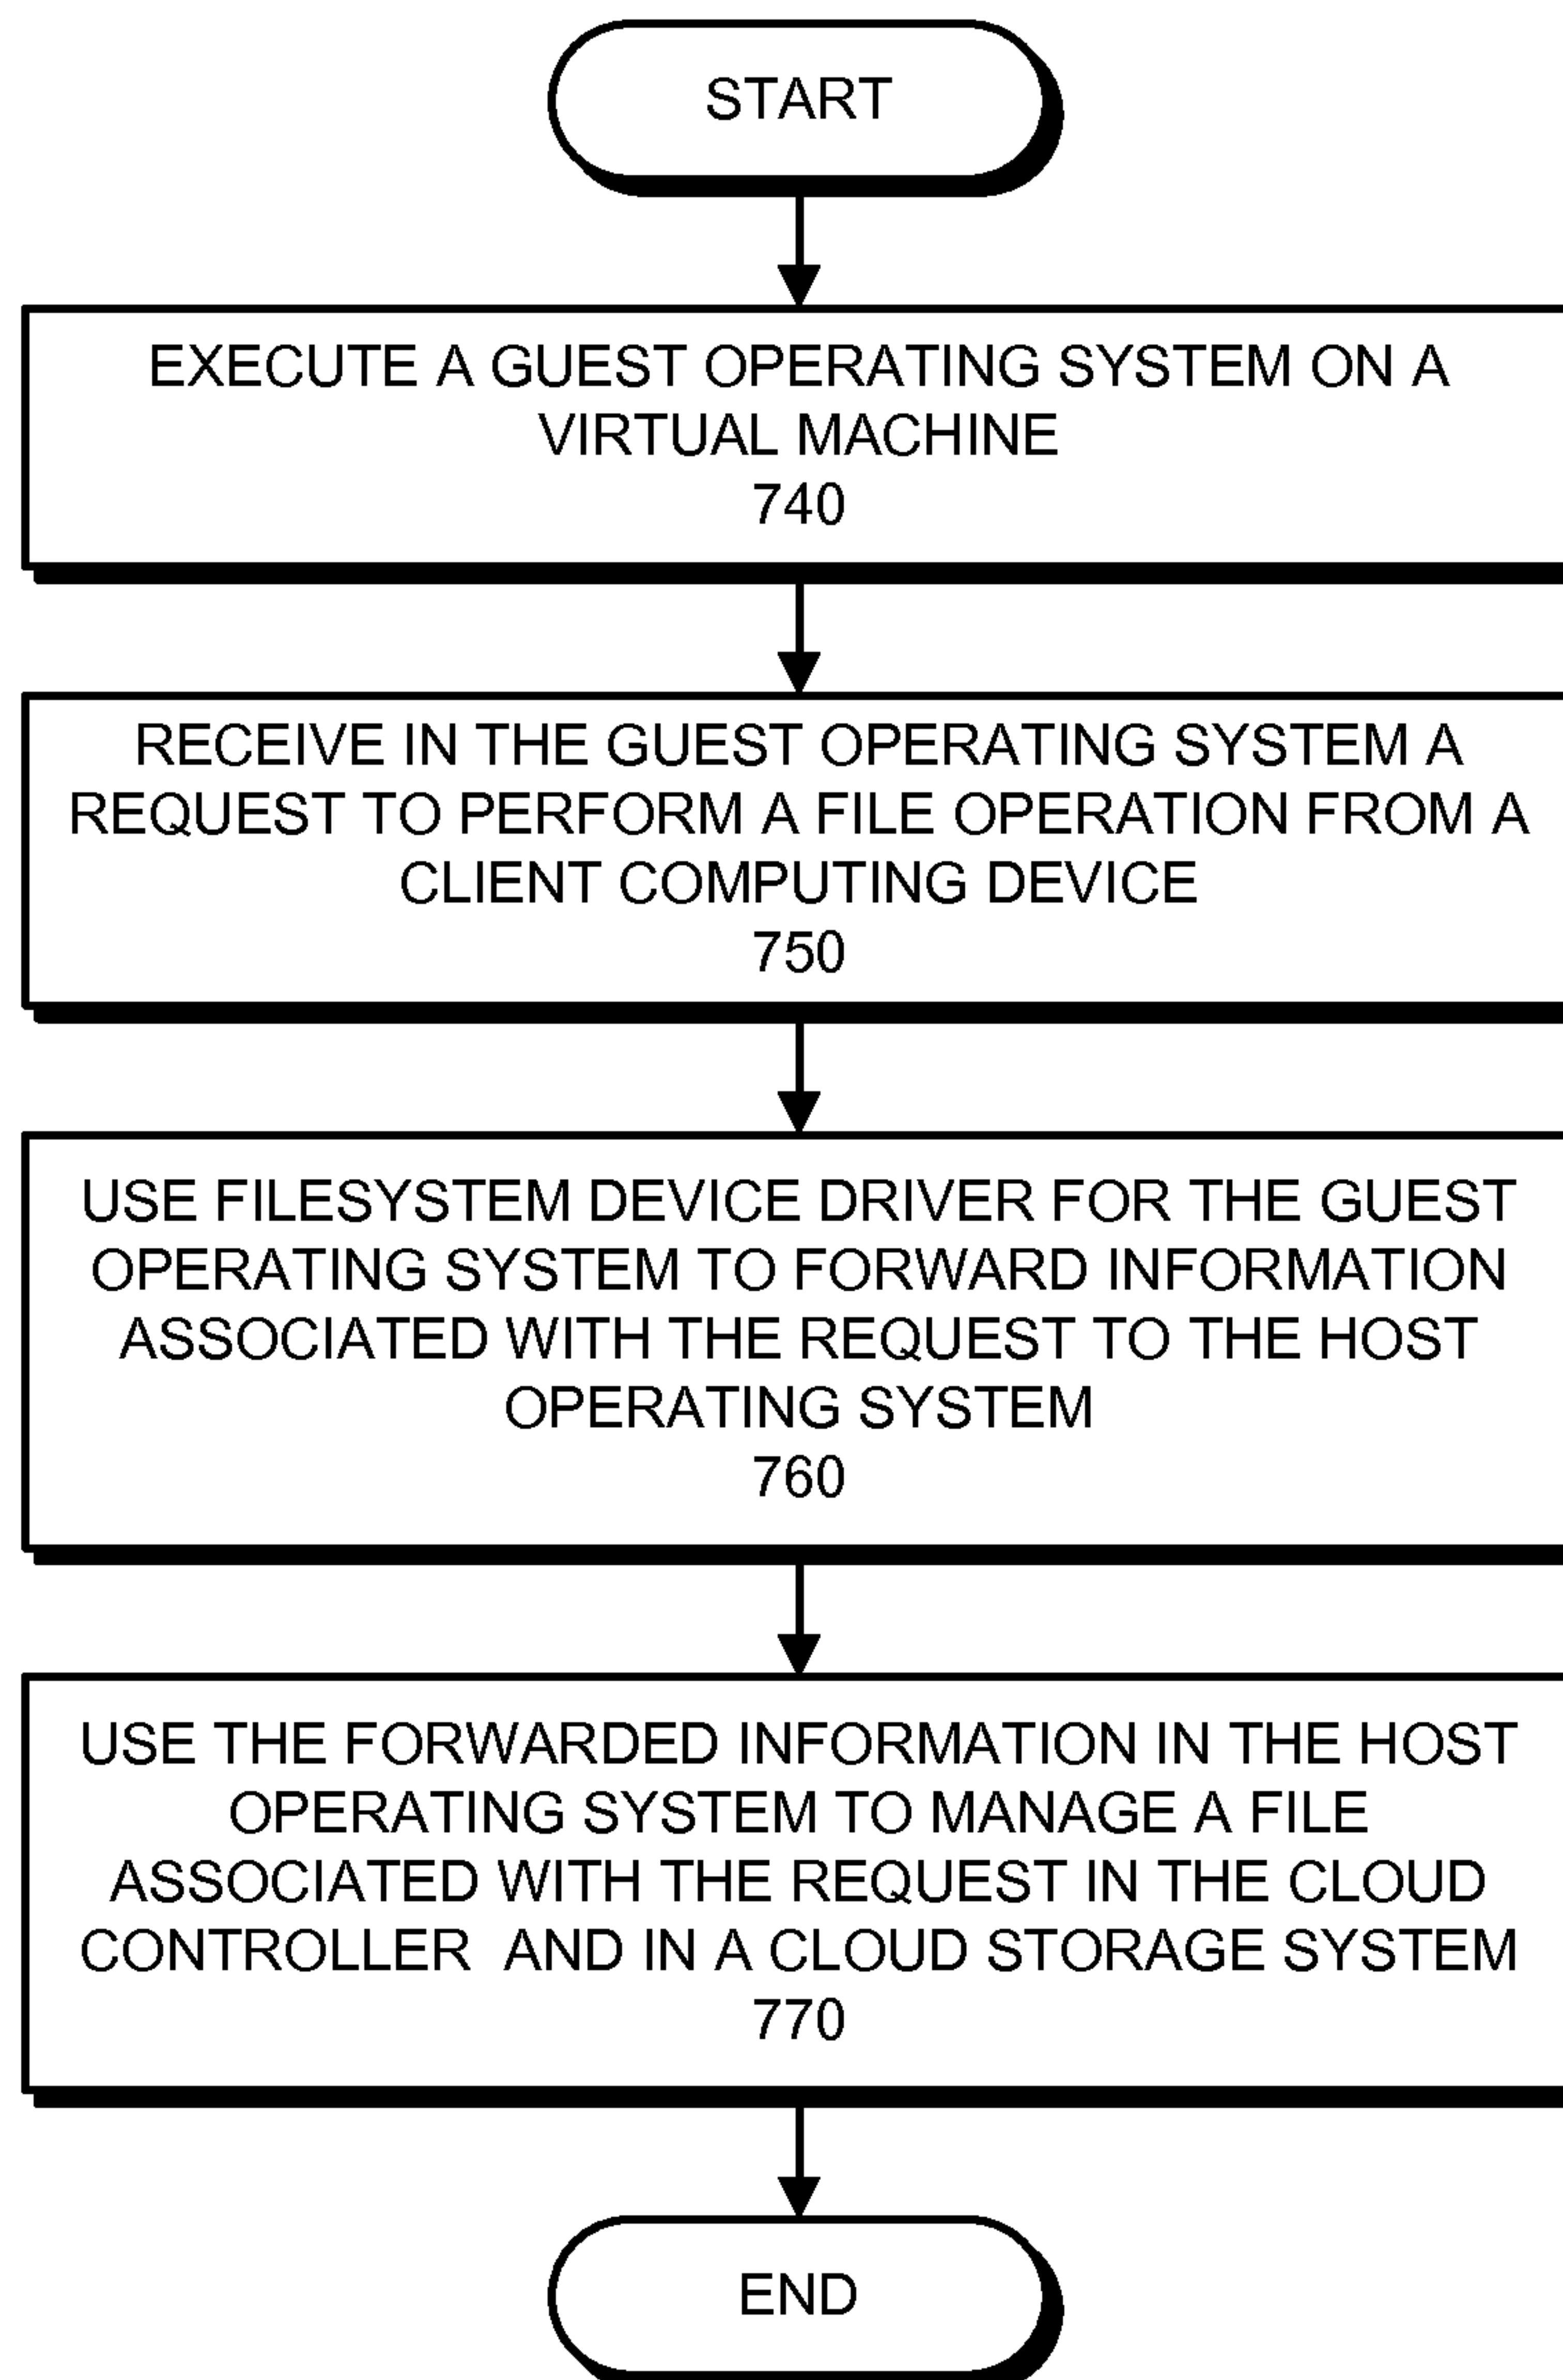 START
EXECUTE A GUEST OPERATING SYSTEM ON A
VIRTUAL MACHINE
740
RECEIVE IN THE GUEST OPERATING SYSTEM A
REQUEST TO PERFORM A FILE OPERATION FROM A
CLIENT COMPUTING DEVICE
750
USE FILESYSTEM DEVICE DRIVER FOR THE GUEST
OPERATING SYSTEM TO FORWARD INFORMATION
ASSOCIATED WITH THE REQUEST TO THE HOST
OPERATING SYSTEM
760
USE THE FORWARDED INFORMATION IN THE HOST
OPERATING SYSTEM TO MANAGE A FILE
ASSOCIATED WITH THE REQUEST IN THE CLOUD
CONTROLLER AND IN A CLOUD STORAGE SYSTEM
770
END